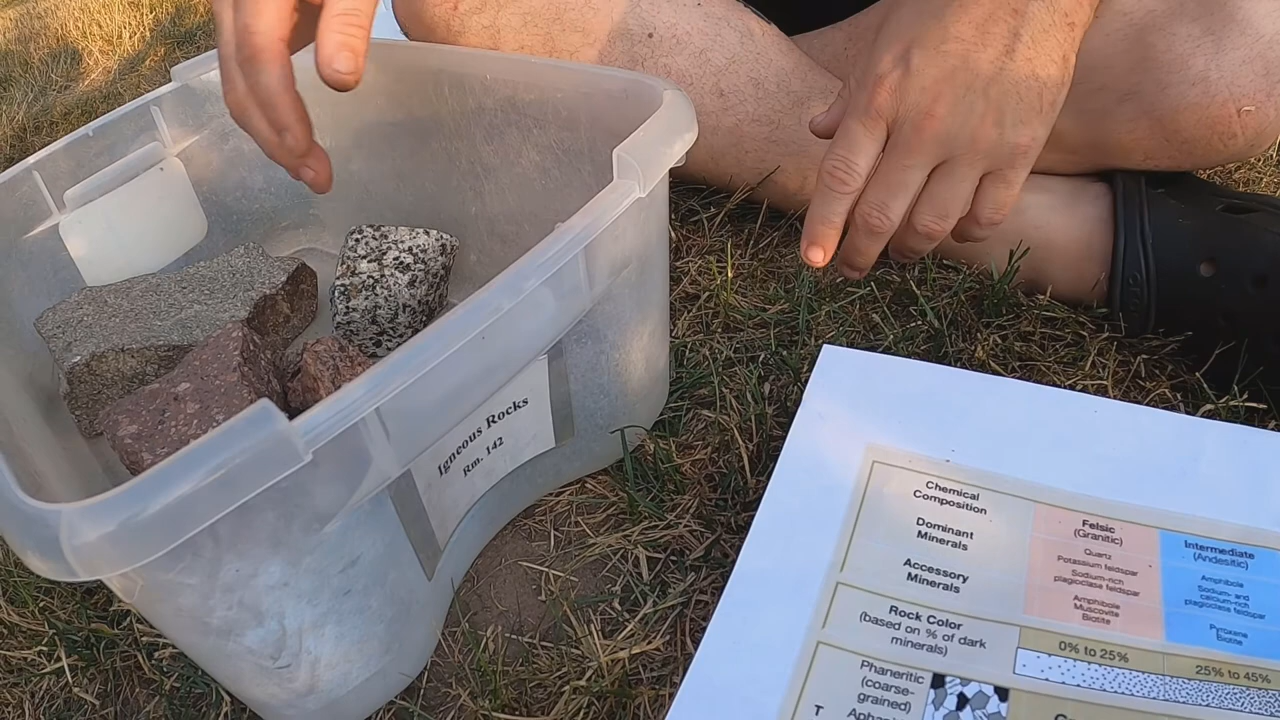 Igneous Rocks
Rm. 142
Chemical
Composition
Dominant
Minerals
Accessory
Minerals
Felsic
(Granitic)
Quartz
Potassium feldspar
Sodium-rich
plagioclase feldspar
Amphibole
Muscovite
Biotite
Intermediate
(Andesitic)
Amphibole
Sodium- and
calcium-rich
plagioclase feldspar
Pyroxene
Biotite
Rock Color
(based on % of dark
minerals)
0% to 25%
25% to 45%
Phaneritic
(coarse-
grained)
T